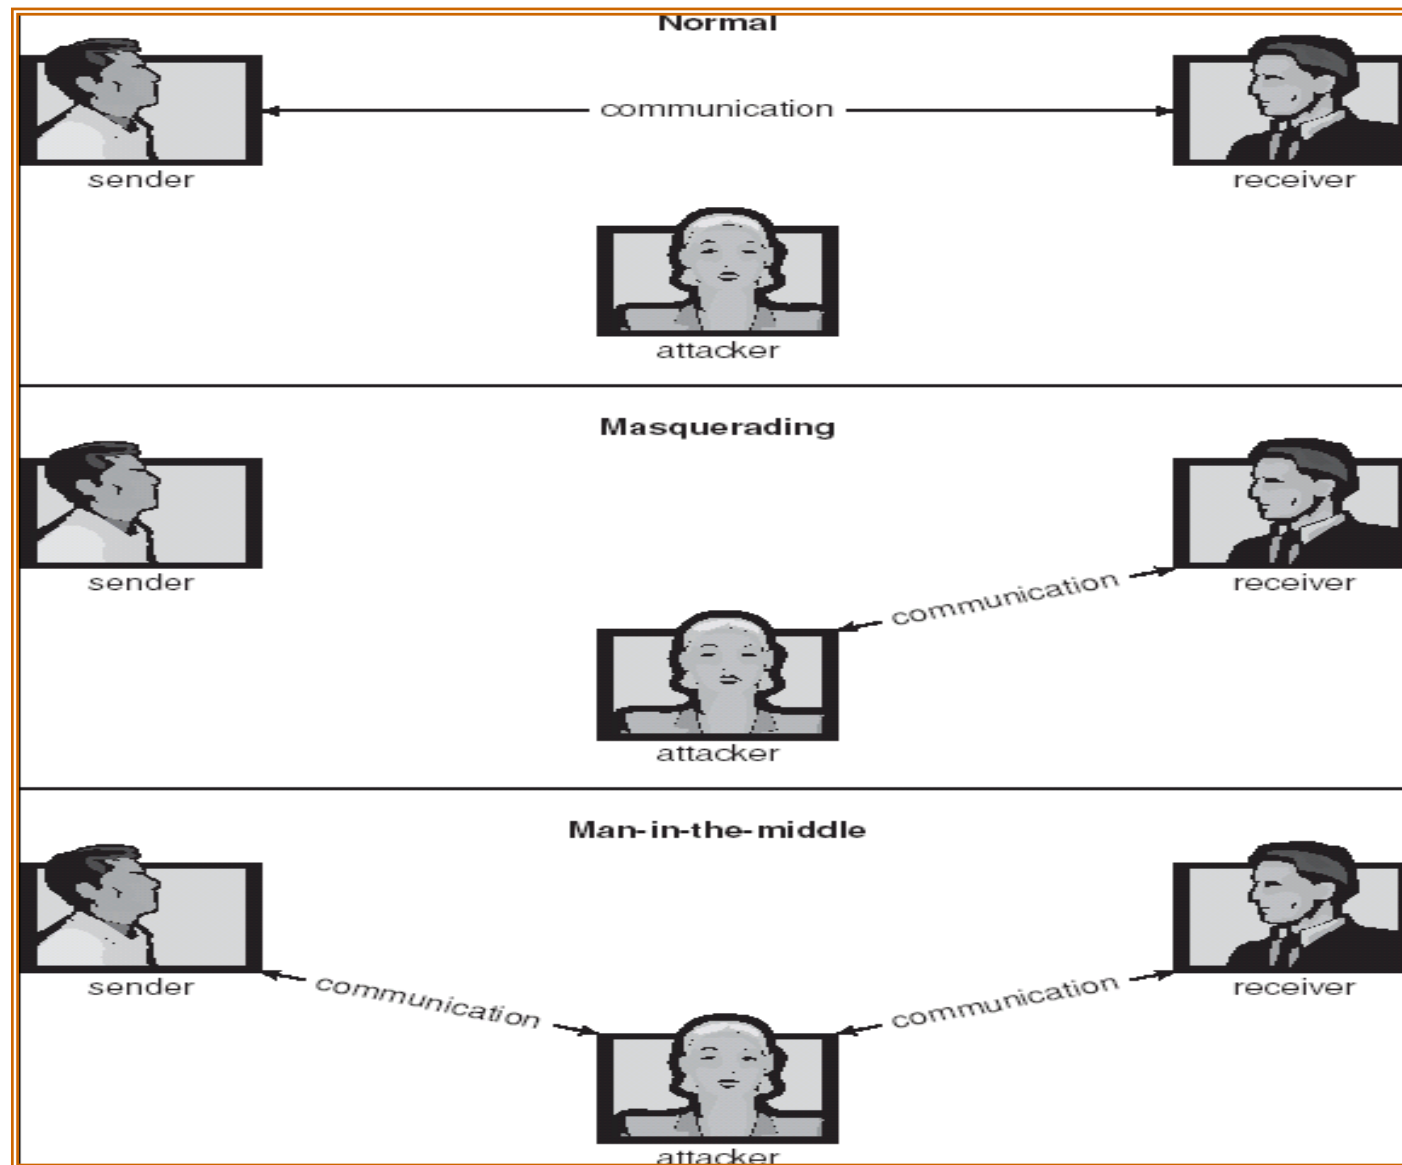 Normal
communication
sender
receiver
attacker
Masquerading
sender
receiver
communication
attacker
Man-in-the-middle
sender
receiver
communication
communication
attacker